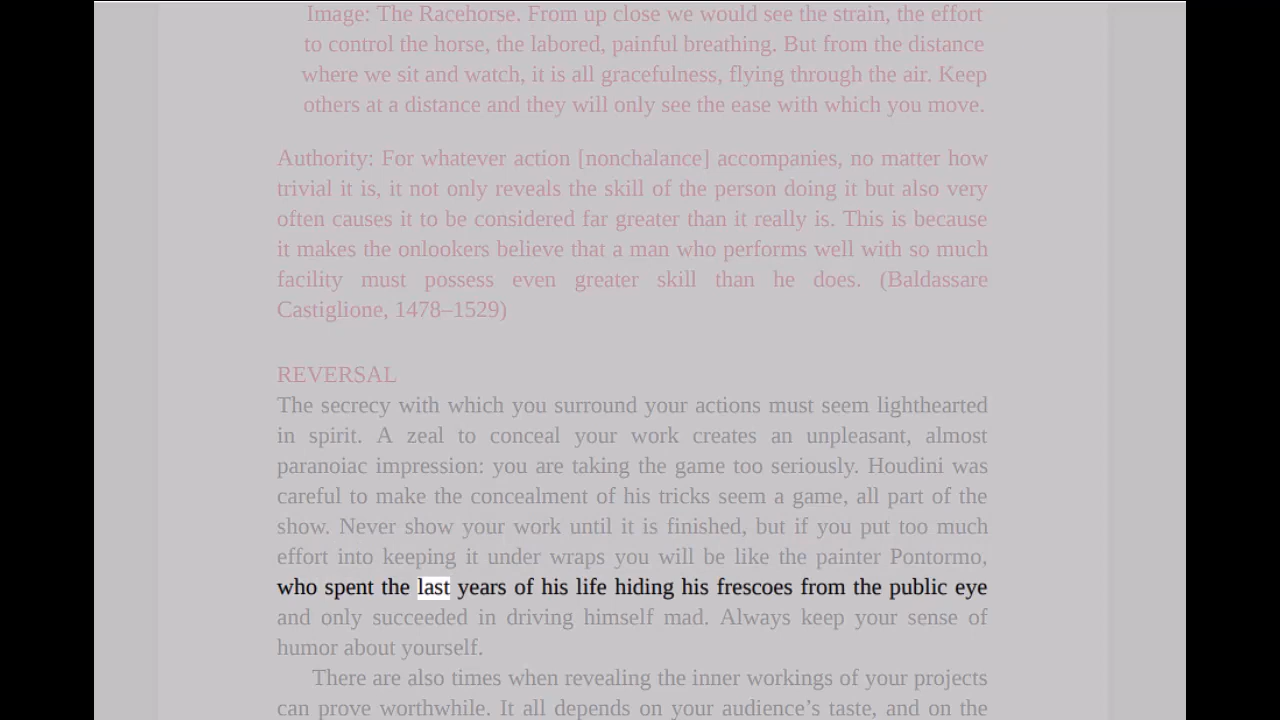 Image: The Racehorse. From up close we would see the strain, the effort
to control the horse, the labored, painful breathing. But from the distance
where we sit and watch, it is all gracefulness, flying through the air. Keep
others at a distance and they will only see the ease with which you move.
Authority: For whatever action [nonchalance] accompanies, no matter how
trivial it is, it not only reveals the skill of the person doing it but also very
often causes it to be considered far greater than it really is. This is because
it makes the onlookers believe that a man who performs well with so much
facility must possess even greater skill than he does. (Baldassare
Castiglione, 1478–1529)
REVERSAL
The secrecy with which you surround your actions must seem lighthearted
in spirit. A zeal to conceal your work creates an unpleasant, almost
paranoiac impression: you are taking the game too seriously. Houdini was
careful to make the concealment of his tricks seem a game, all part of the
show. Never show your work until it is finished, but if you put too much
effort into keeping it under wraps you will be like the painter Pontormo,
who spent the last years of his life hiding his frescoes from the public eye
and only succeeded in driving himself mad. Always keep your sense of
humor about yourself.
There are also times when revealing the inner workings of your projects
can prove worthwhile. It all depends on your audience’s taste, and on the